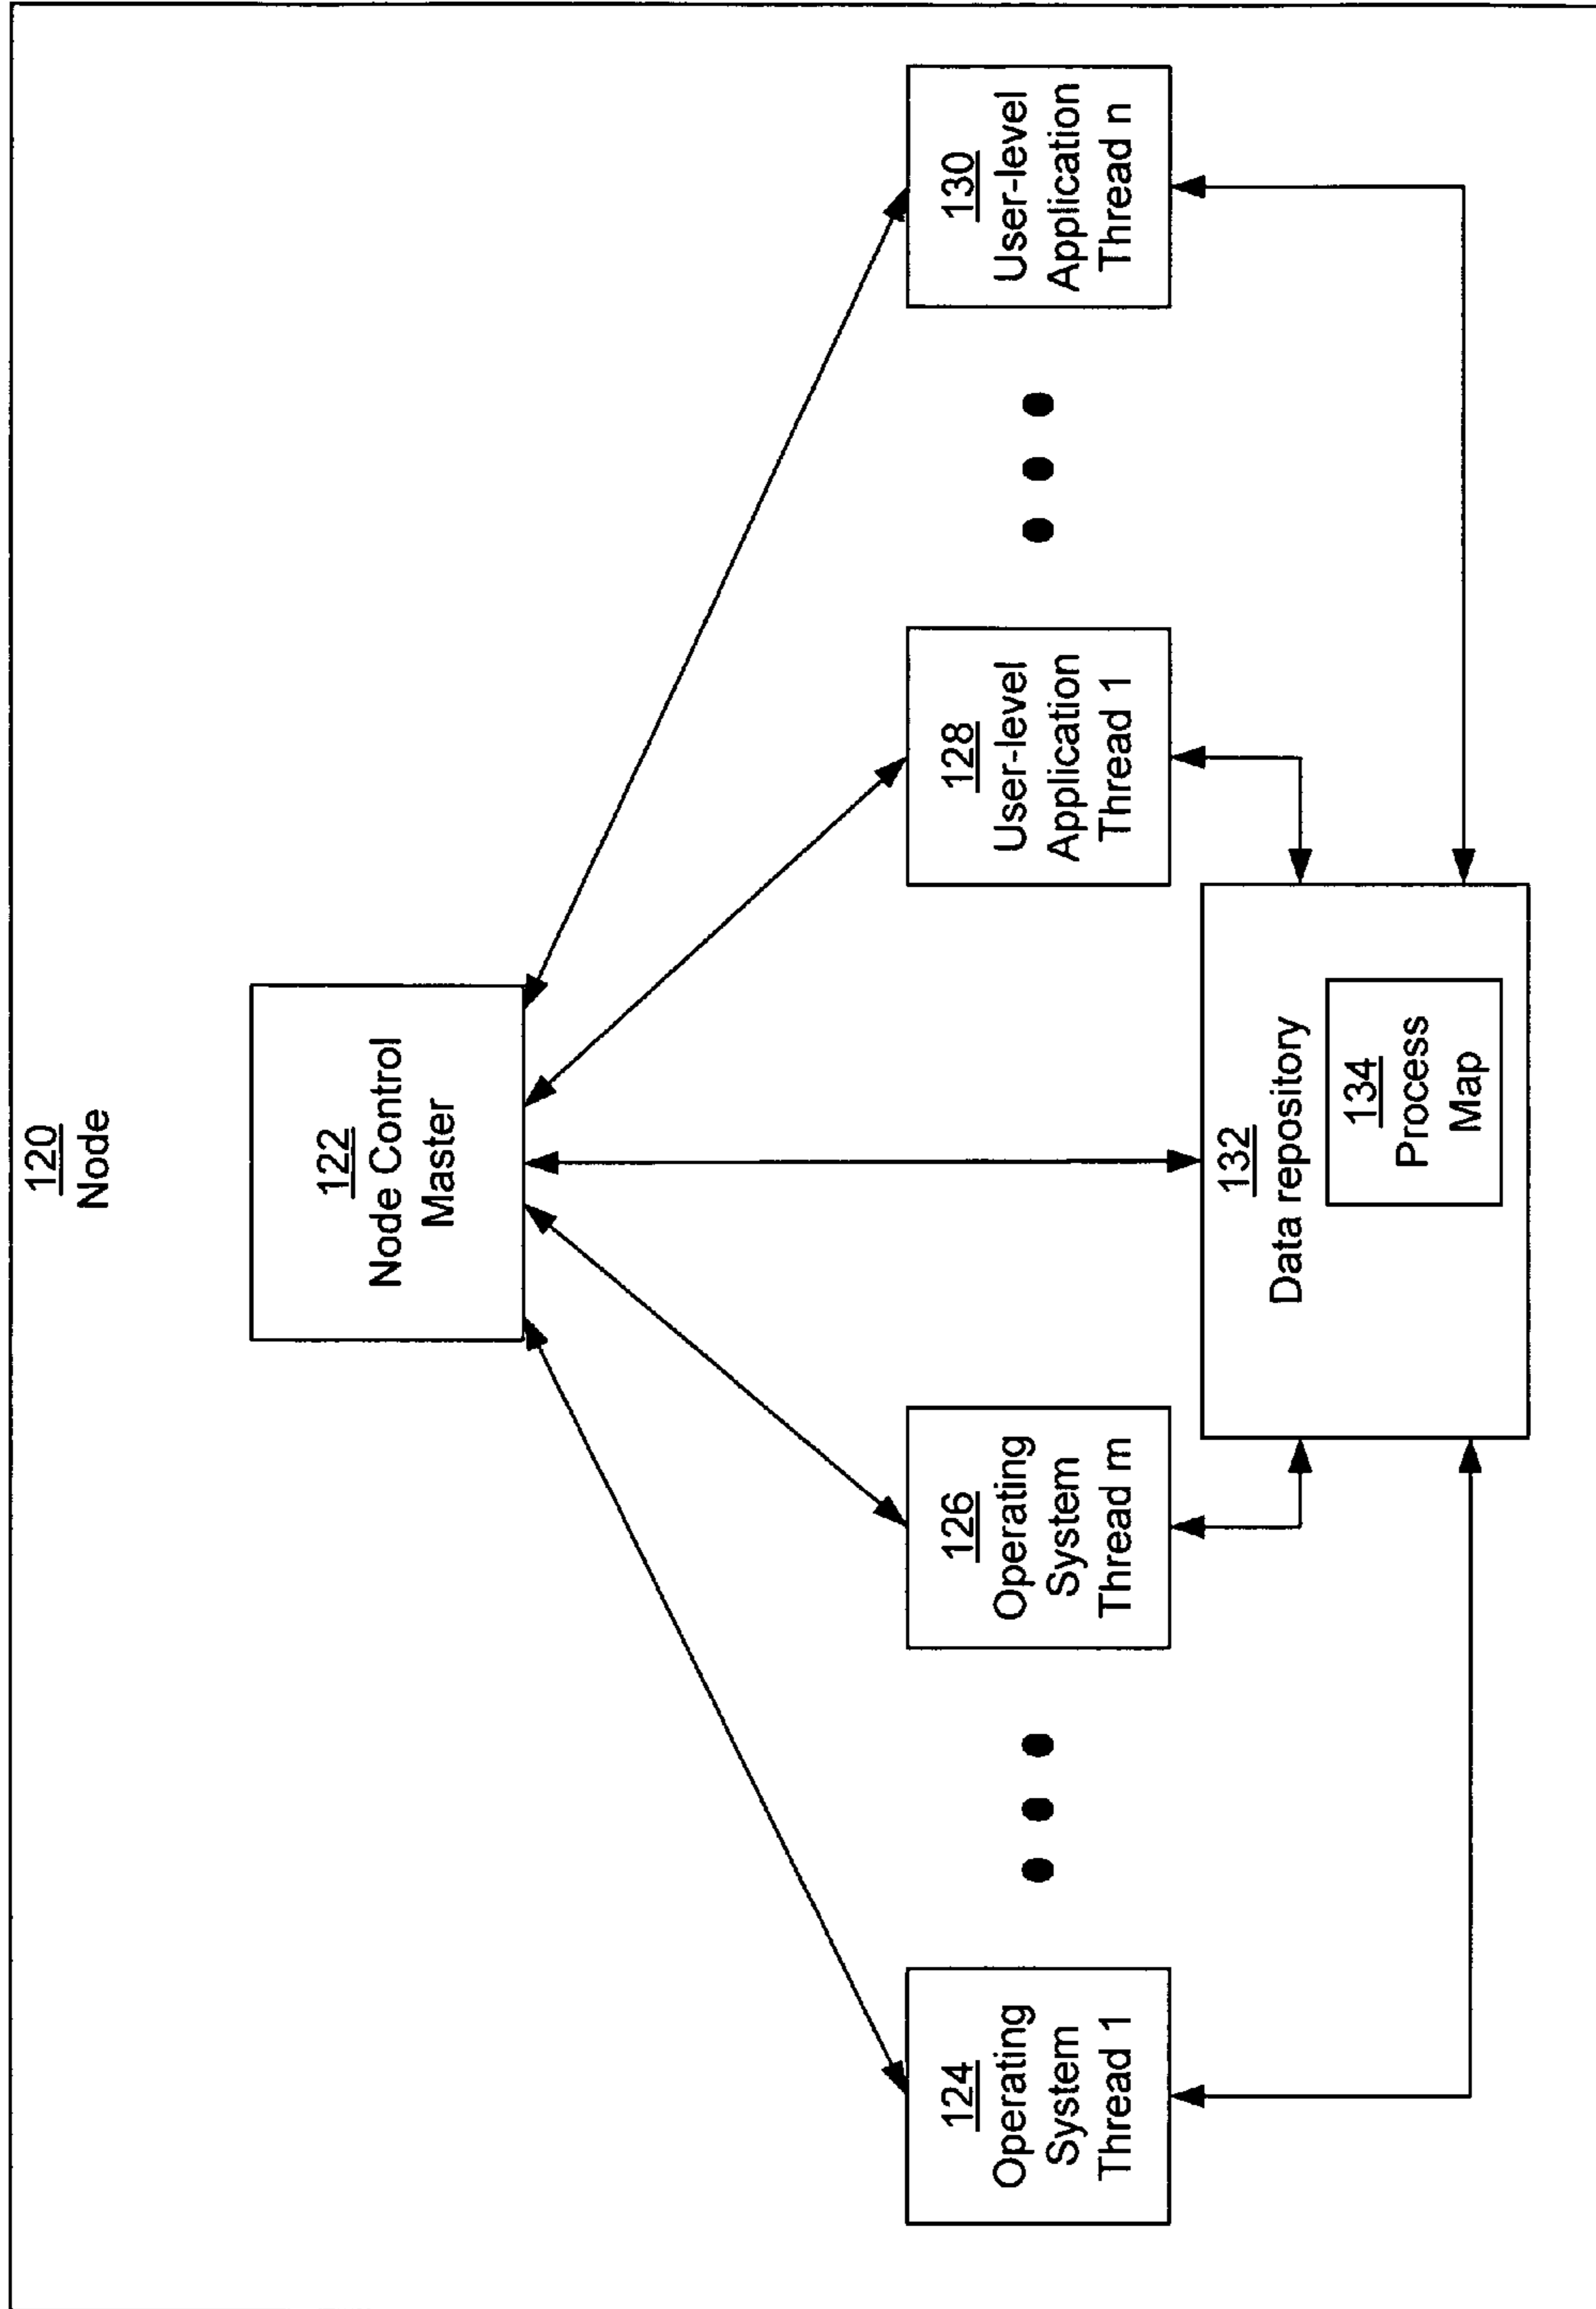 120
Node
122
Node Control
Master
124
Operating
System
Thread 1
126
Operating
System
Thread m
128
User-level
Application
Thread 1
130
User-level
Application
Thread n
132
Data repository
134
Process
Map